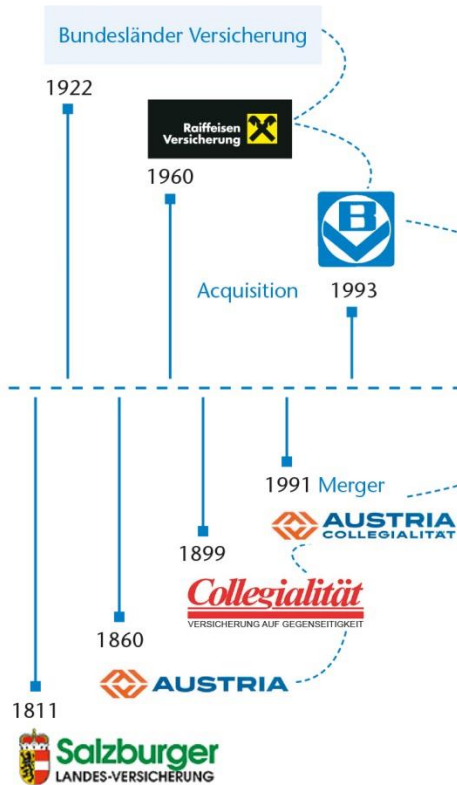 Bundesländer Versicherung
1922
Raiffeisen
Versicherung
1960
B
V
Acquisition 1993
1991 Merger
AUSTRIA
COLLEGIALITÄT
1899
Collegialität
VERSICHERUNG AUF GEGENSEITIGKEIT
1860
AUSTRIA
1811
Salzburger
LANDES-VERSICHERUNG